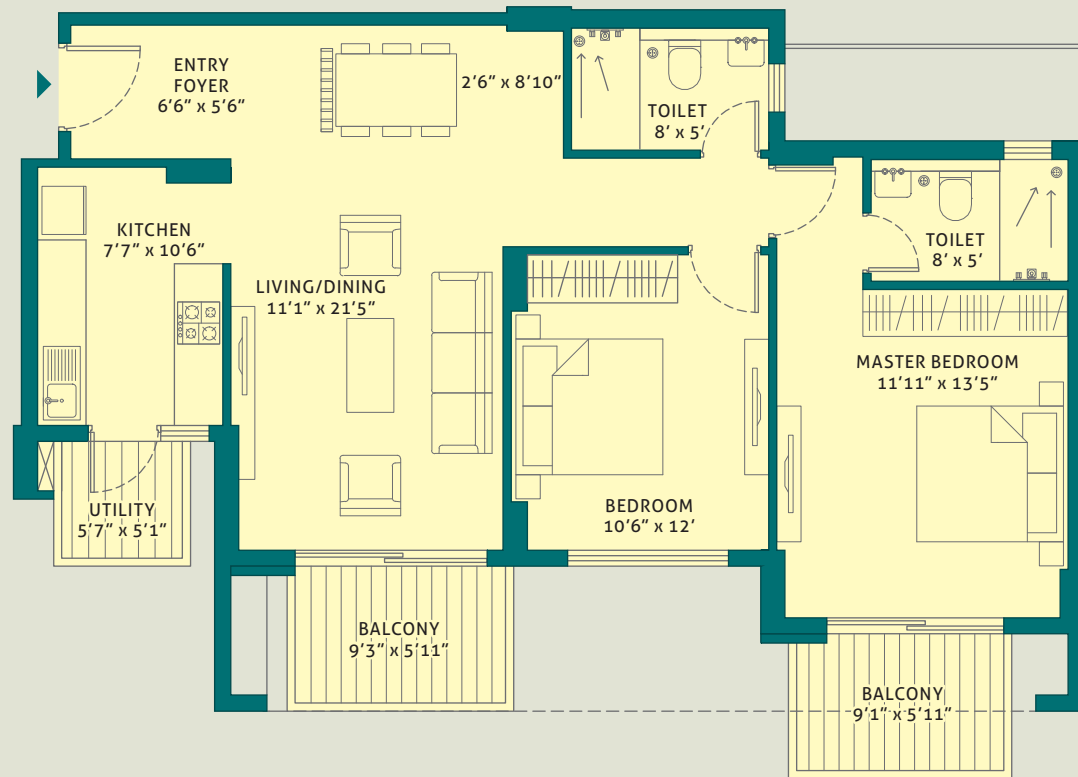 ENTRY
FOYER
6'6" x 5'6"
2'6" x 8'10"
TOILET
8' x 5'
KITCHEN
7'7" x 10'6"
TOILET
8' x 5'
LIVING/DINING
11'1" x 21'5"
MASTER BEDROOM
11'11" x 13'5"
UTILITY
5'7" x 5'1"
BEDROOM
10'6" x 12'
BALCONY
9'3" x 5'11"
BALCONY
9'1" x 5'11"